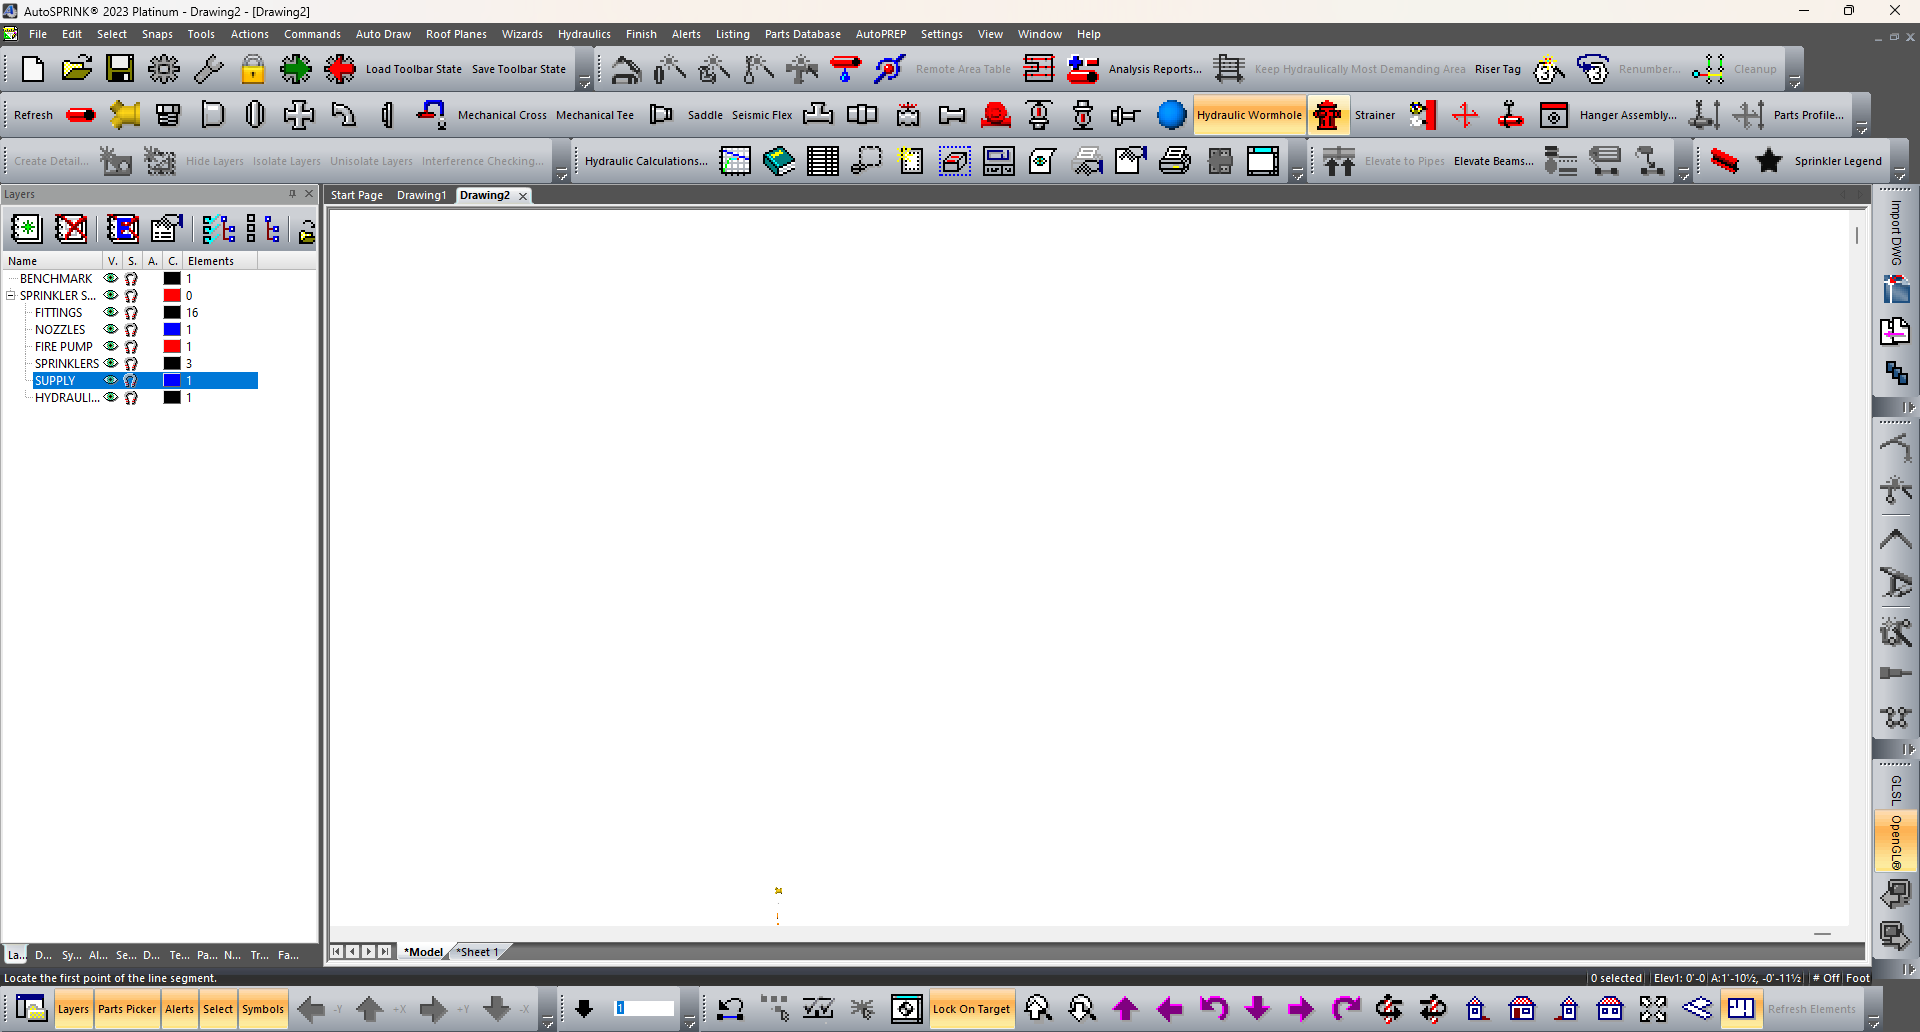 AutoSPRINK® 2023 Platinum - Drawing2 - [Drawing2]
File Edit Select Snaps Tools Actions Commands Auto Draw Roof Planes Wizards Hydraulics Finish Alerts Listing Parts Database AutoPREP Settings View Window Help
Load Toolbar State Save Toolbar State Remote Area Table Analysis Reports... Keep Hydraulically Most Demanding Area Riser Tag Renumber... Cleanup
Refresh Mechanical Cross Mechanical Tee Saddle Seismic Flex Hydraulic Wormhole Strainer Hanger Assembly... Parts Profile...
Create Detail... Hide Layers Isolate Layers Unisolate Layers Interference Checking... Hydraulic Calculations... Elevate to Pipes Elevate Beams... Sprinkler Legend
Layers
Start Page Drawing1 Drawing2
Import DWG
Name V. S. A. C. Elements
BENCHMARK 1
SPRINKLER S... 0
FITTINGS 16
NOZZLES 1
FIRE PUMP 1
SPRINKLERS 3
SUPPLY 1
HYDRAULI... 1
GLSL
OpenGL®
*Model *Sheet 1
La... D... Sy... Al... Se... D... Te... Pa... N... Tr... Fa...
Locate the first point of the line segment.
0 selected Elev1: 0'-0 A:1'-10½, -0'-11½ # Off Foot
Layers Parts Picker Alerts Select Symbols -Y +X +Y -X 1 Lock On Target Refresh Elements